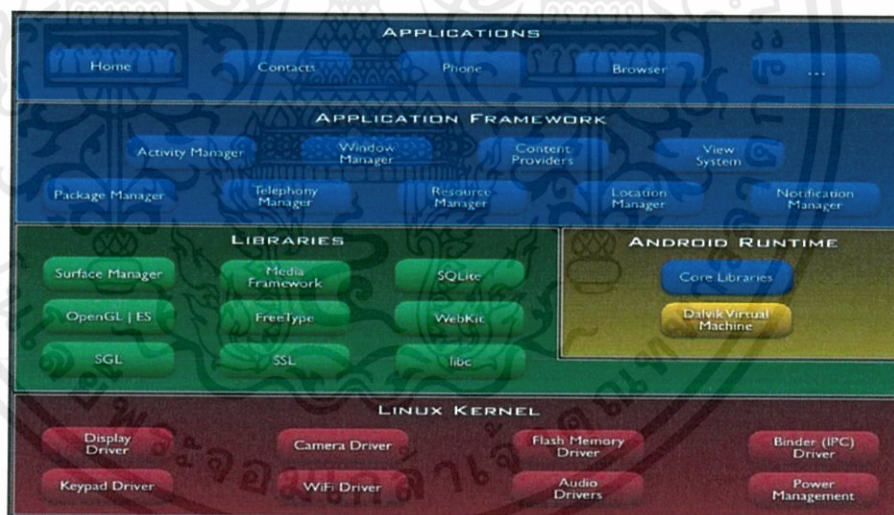 APPLICATIONS
Home
Contacts
Phone
Browser
...
APPLICATION FRAMEWORK
Activity Manager
Window
Manager
Content
Providers
View
System
Package Manager
Telephony
Manager
Resource
Manager
Location
Manager
Notification
Manager
LIBRARIES
Surface Manager
Media
Framework
SQLite
OpenGL | ES
FreeType
WebKit
SGL
SSL
libc
ANDROID RUNTIME
Core Libraries
Dalvik Virtual
Machine
LINUX KERNEL
Display
Driver
Camera Driver
Flash Memory
Driver
Binder (IPC)
Driver
Keypad Driver
WiFi Driver
Audio
Drivers
Power
Management